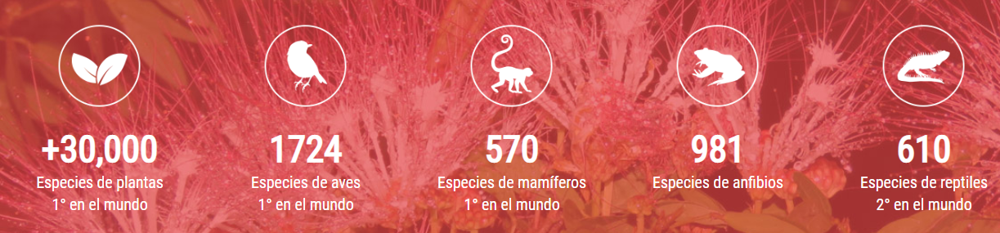 +30,000
Especies de plantas
1° en el mundo
1724
Especies de aves
1° en el mundo
570
Especies de mamíferos
1° en el mundo
981
Especies de anfibios
610
Especies de reptiles
2° en el mundo